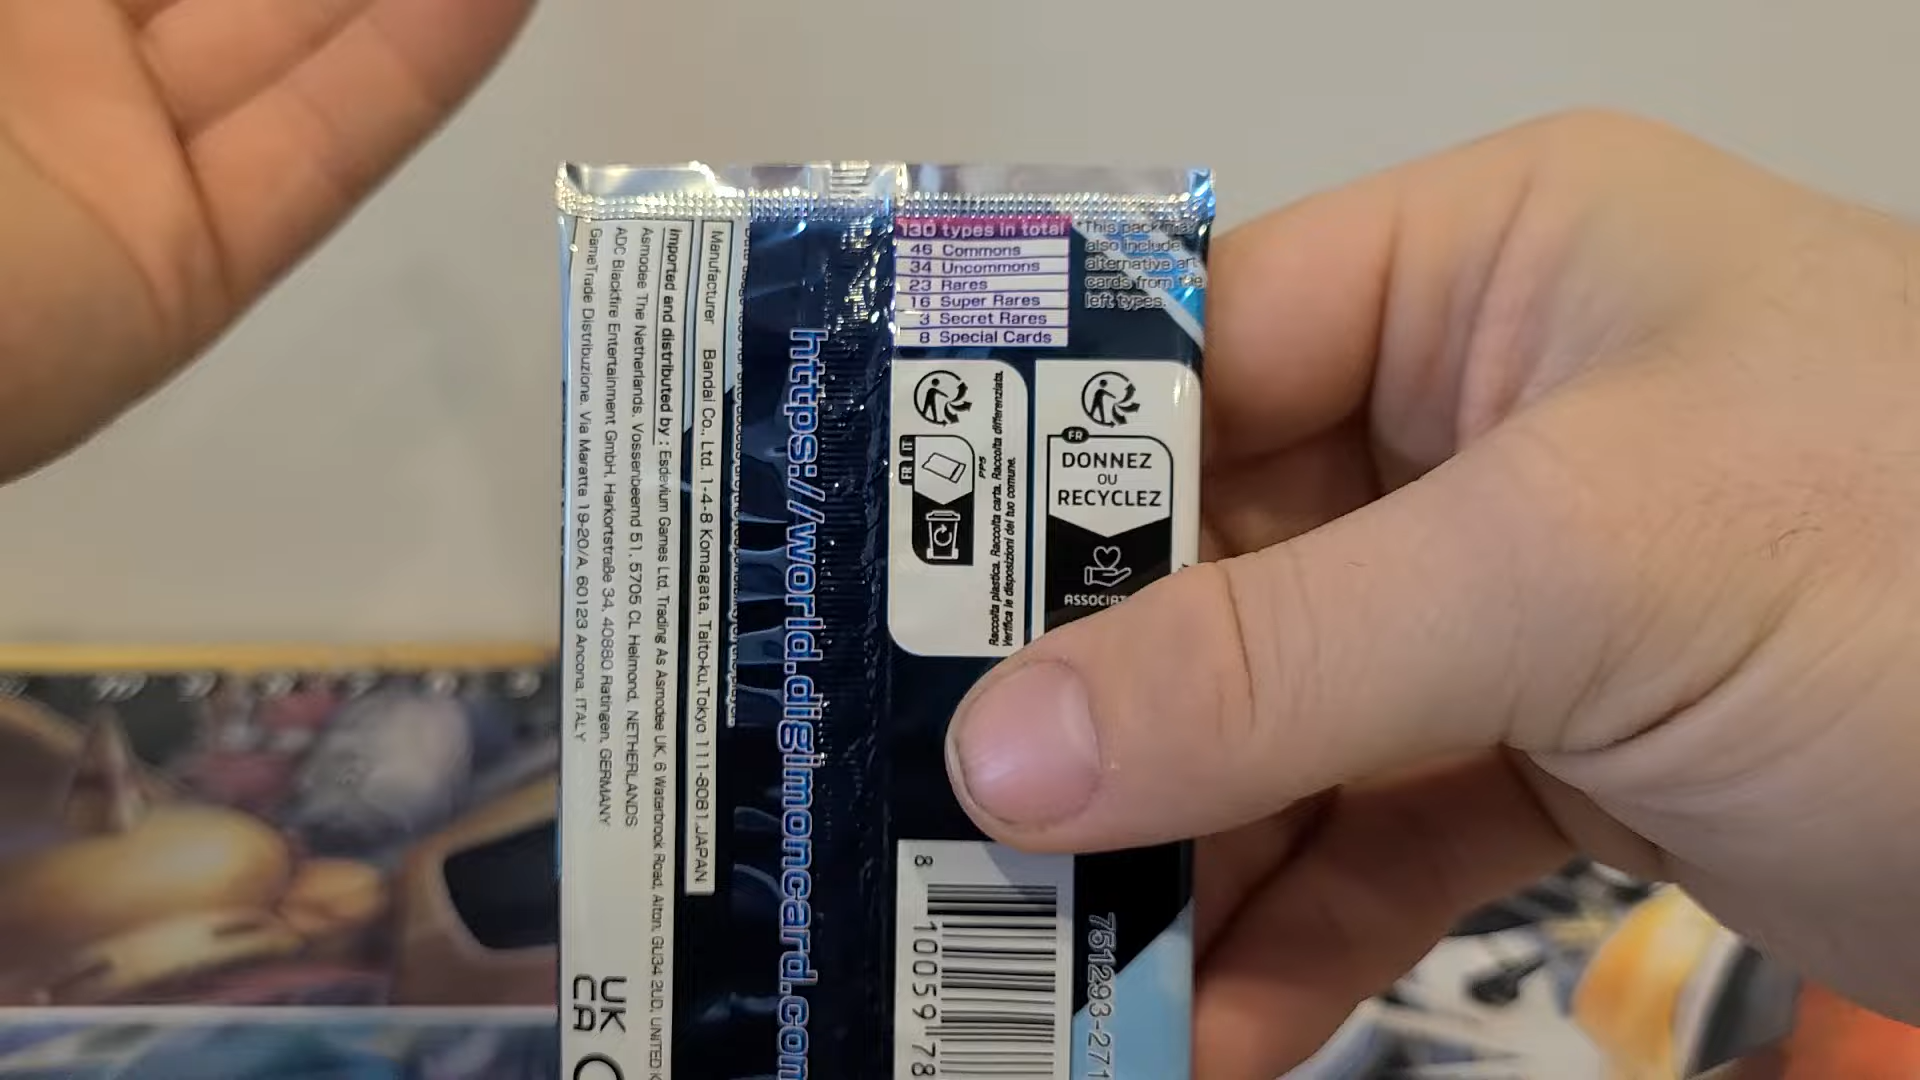 130 types in total
46 Commons
34 Uncommons
23 Rares
16 Super Rares
3 Secret Rares
8 Special Cards
*This pack may
also include
alternative art
cards from the
left types.
FR
IT
PPS
Raccolta plastica. Raccolta carta. Raccolta differenziata.
Verifica le disposizioni del tuo comune.
FR
DONNEZ
OU
RECYCLEZ
https://world.digimoncard.com
Manufacturer Bandai Co., Ltd. 1-4-8 Komagata, Taito-ku,Tokyo 111-8081 JAPAN
Imported and distributed by : Esdevium Games Ltd. Trading As Asmodee UK, 6 Waterbrook Road, Alton, GU34 2UD, UNITED
Asmodee The Netherlands. Vossenbeemd 51, 5705 CL Helmond, NETHERLANDS
ADC Blackfire Entertainment GmbH, Harkortstraße 34, 40880 Ratingen, GERMANY
GameTrade Distribuzione. Via Maratta 19-20/A, 60123 Ancona, ITALY
UK
CA
8 10059 78
751293-271